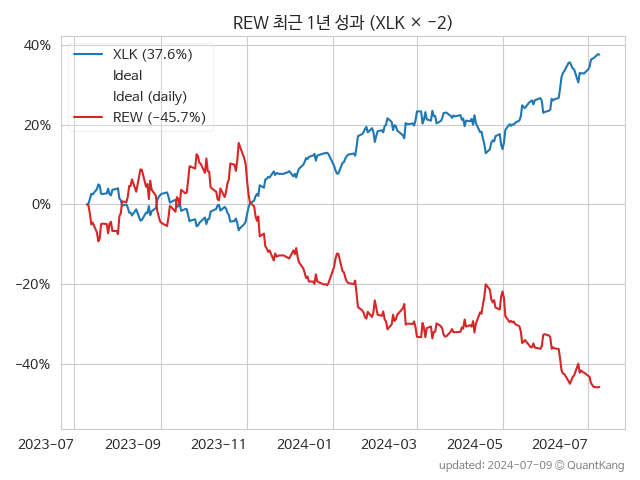 REW 최근 1년 성과 (XLK × −2)
XLK (37.6%)
Ideal
Ideal (daily)
REW (−45.7%)
40%
20%
0%
−20%
−40%
2023−07
2023−09
2023−11
2024−01
2024−03
2024−05
2024−07
updated: 2024−07−09 © QuantKang